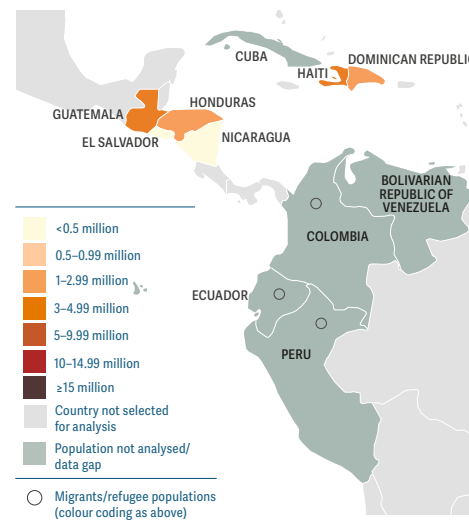 CUBA
DOMINICAN REPUBLIC
HAITI
GUATEMALA
HONDURAS
EL SALVADOR
NICARAGUA
BOLIVARIAN
REPUBLIC OF
VENEZUELA
COLOMBIA
ECUADOR
PERU
<0.5 million
0.5–0.99 million
1–2.99 million
3–4.99 million
5–9.99 million
10–14.99 million
≥15 million
Country not selected
for analysis
Population not analysed/
data gap
Migrants/refugee populations
(colour coding as above)